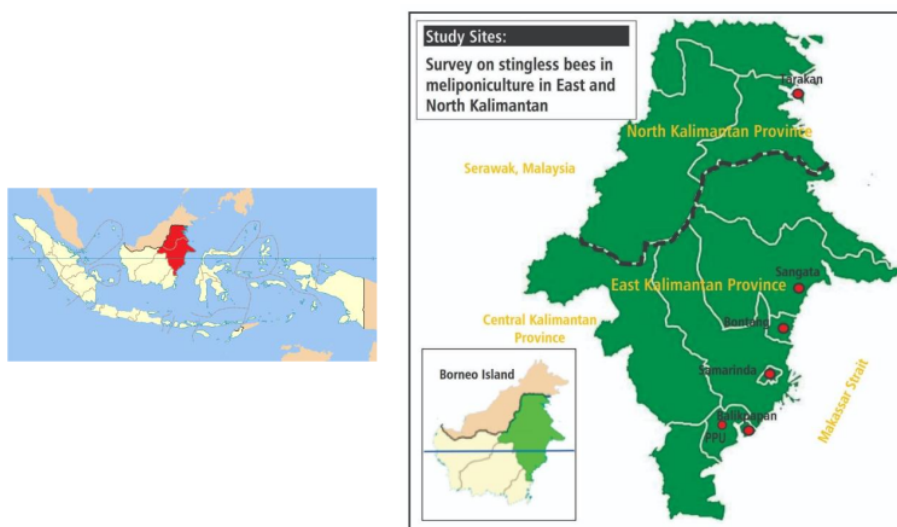 Study Sites:
Survey on stingless bees in
meliponiculture in East and
North Kalimantan
Tarakan
North Kalimantan Province
Serawak, Malaysia
Sangata
East Kalimantan Province
Central Kalimantan
Province
Bontong
Borneo Island
Samarinda
Makassar Strait
Balikpapan
PPU